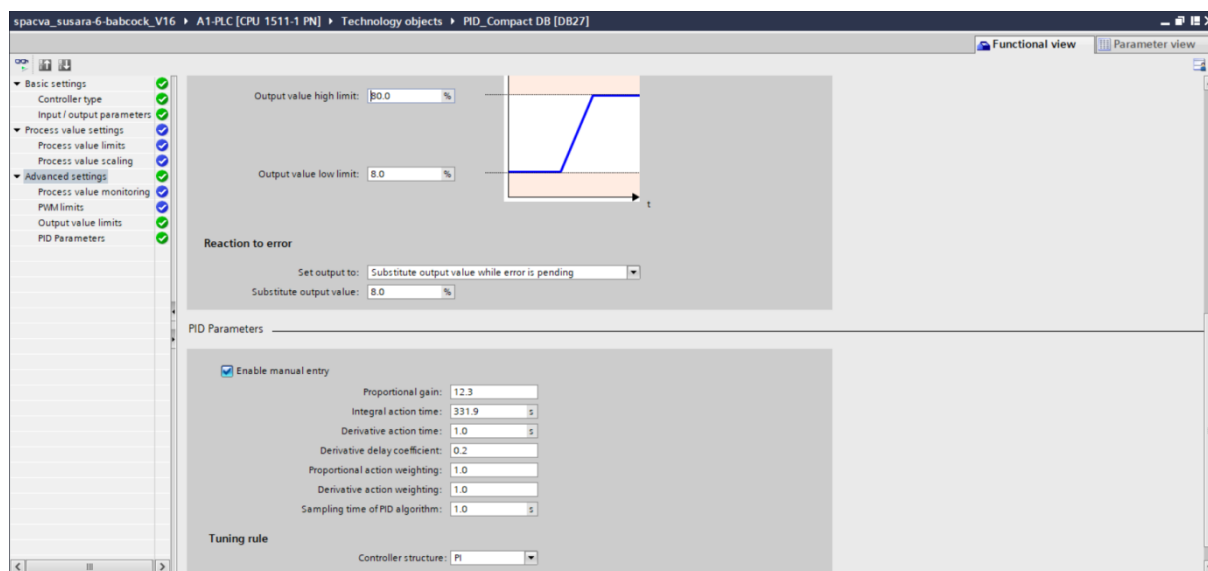 spacva_susara-6-babcock_V16 ▸ A1-PLC [CPU 1511-1 PN] ▸ Technology objects ▸ PID_Compact DB [DB27]
Functional view
Parameter view
Basic settings
Controller type
Input / output parameters
Process value settings
Process value limits
Process value scaling
Advanced settings
Process value monitoring
PWM limits
Output value limits
PID Parameters
Output value high limit: 80.0 %
Output value low limit: 8.0 %
t
Reaction to error
Set output to: Substitute output value while error is pending
Substitute output value: 8.0 %
PID Parameters
Enable manual entry
Proportional gain: 12.3
Integral action time: 331.9 s
Derivative action time: 1.0 s
Derivative delay coefficient: 0.2
Proportional action weighting: 1.0
Derivative action weighting: 1.0
Sampling time of PID algorithm: 1.0 s
Tuning rule
Controller structure: PI